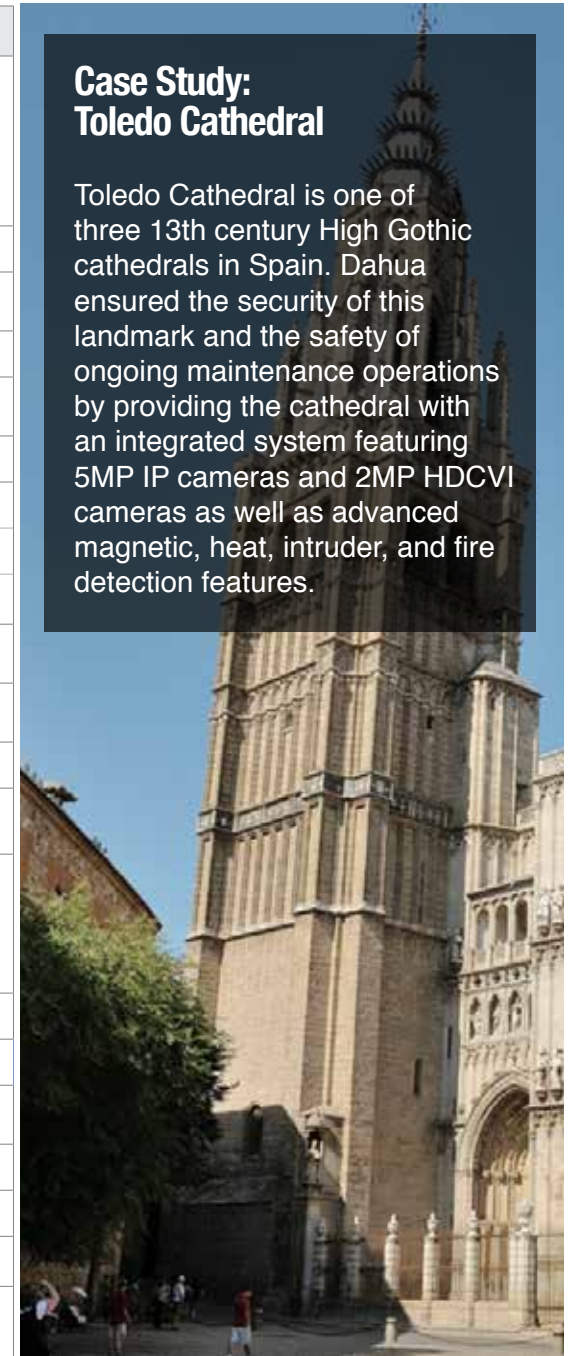 Case Study:
Toledo Cathedral
Toledo Cathedral is one of
three 13th century High Gothic
cathedrals in Spain. Dahua
ensured the security of this
landmark and the safety of
ongoing maintenance operations
by providing the cathedral with
an integrated system featuring
5MP IP cameras and 2MP HDCVI
cameras as well as advanced
magnetic, heat, intruder, and fire
detection features.